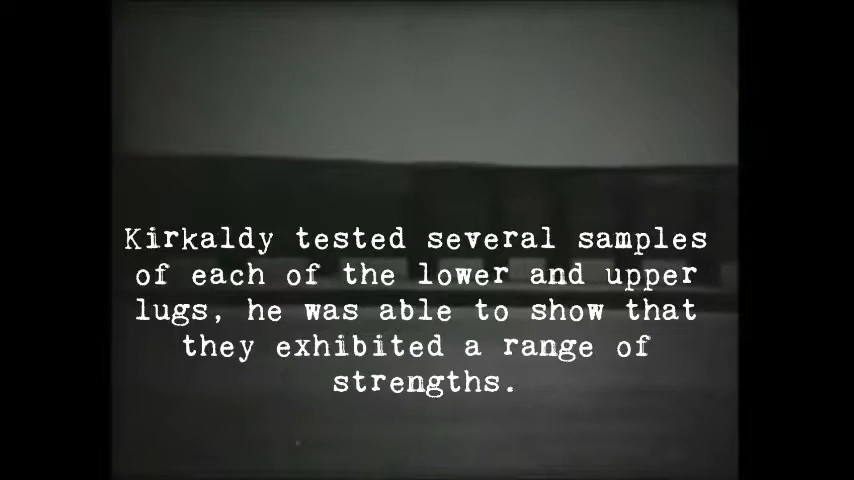 Kirkaldy tested several samples
of each of the lower and upper
lugs, he was able to show that
they exhibited a range of
strengths.